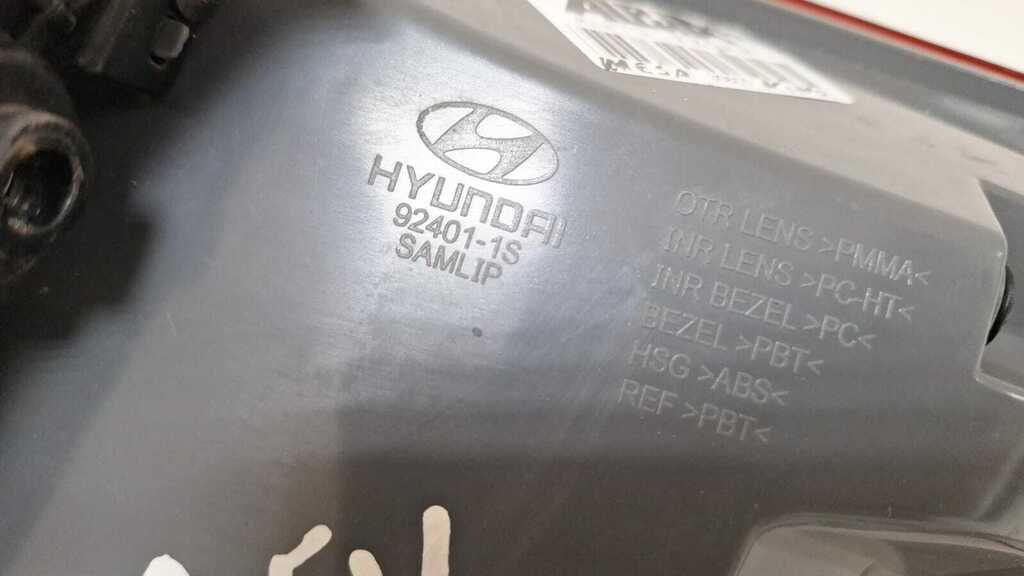 HYUNDAI
92401-1S
SAMLIP
OTR LENS >PMMA<
INR LENS >PC-HT<
INR BEZEL >PC<
BEZEL >PBT<
HSG >ABS<
REF >PBT<